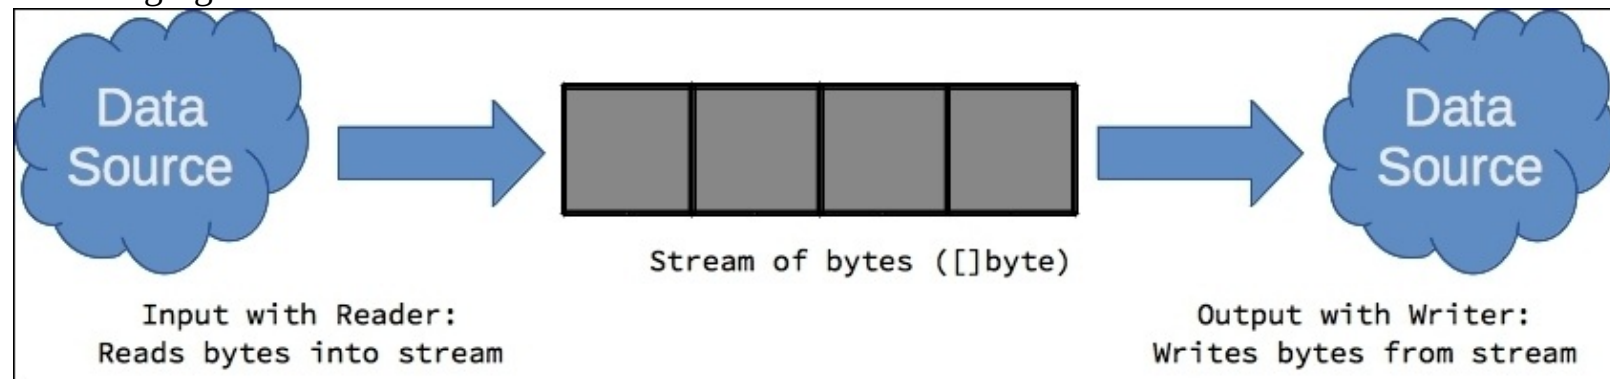 Data
Source
Data
Source
Stream of bytes ([]byte)
Input with Reader:
Reads bytes into stream
Output with Writer:
Writes bytes from stream